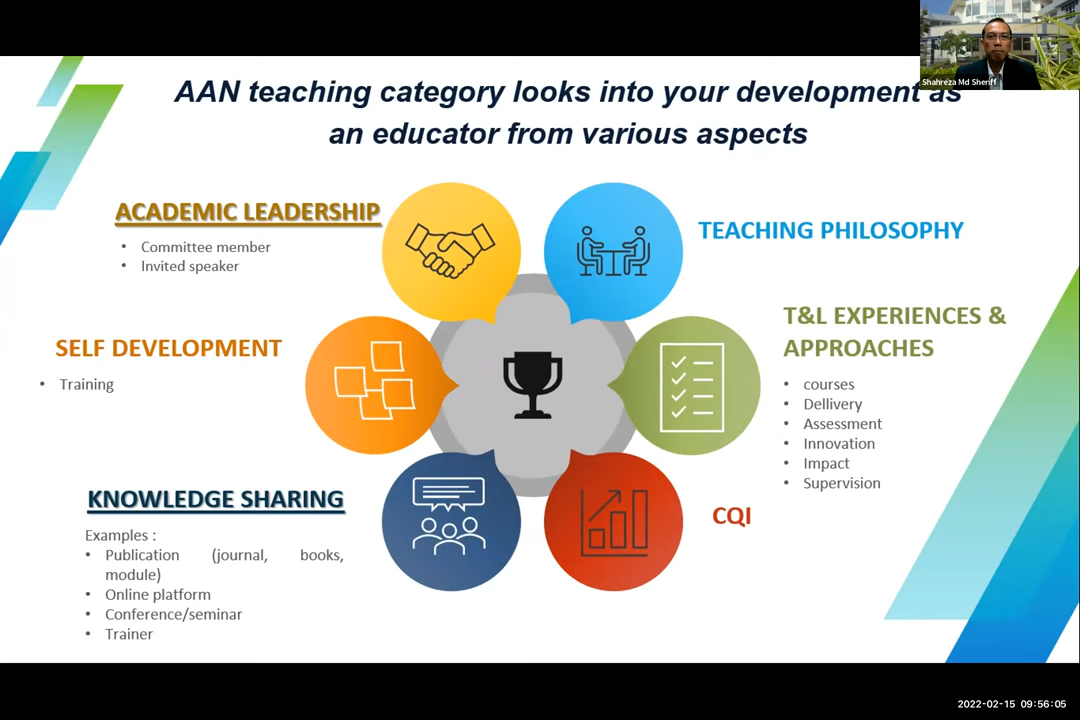 Shahreza Md Sheriff
AAN teaching category looks into your development as
an educator from various aspects
ACADEMIC LEADERSHIP
• Committee member
• Invited speaker
TEACHING PHILOSOPHY
SELF DEVELOPMENT
• Training
T&L EXPERIENCES &
APPROACHES
• courses
• Dellivery
• Assessment
• Innovation
• Impact
• Supervision
KNOWLEDGE SHARING
Examples :
• Publication (journal, books,
module)
• Online platform
• Conference/seminar
• Trainer
CQI
2022-02-15 09:56:05